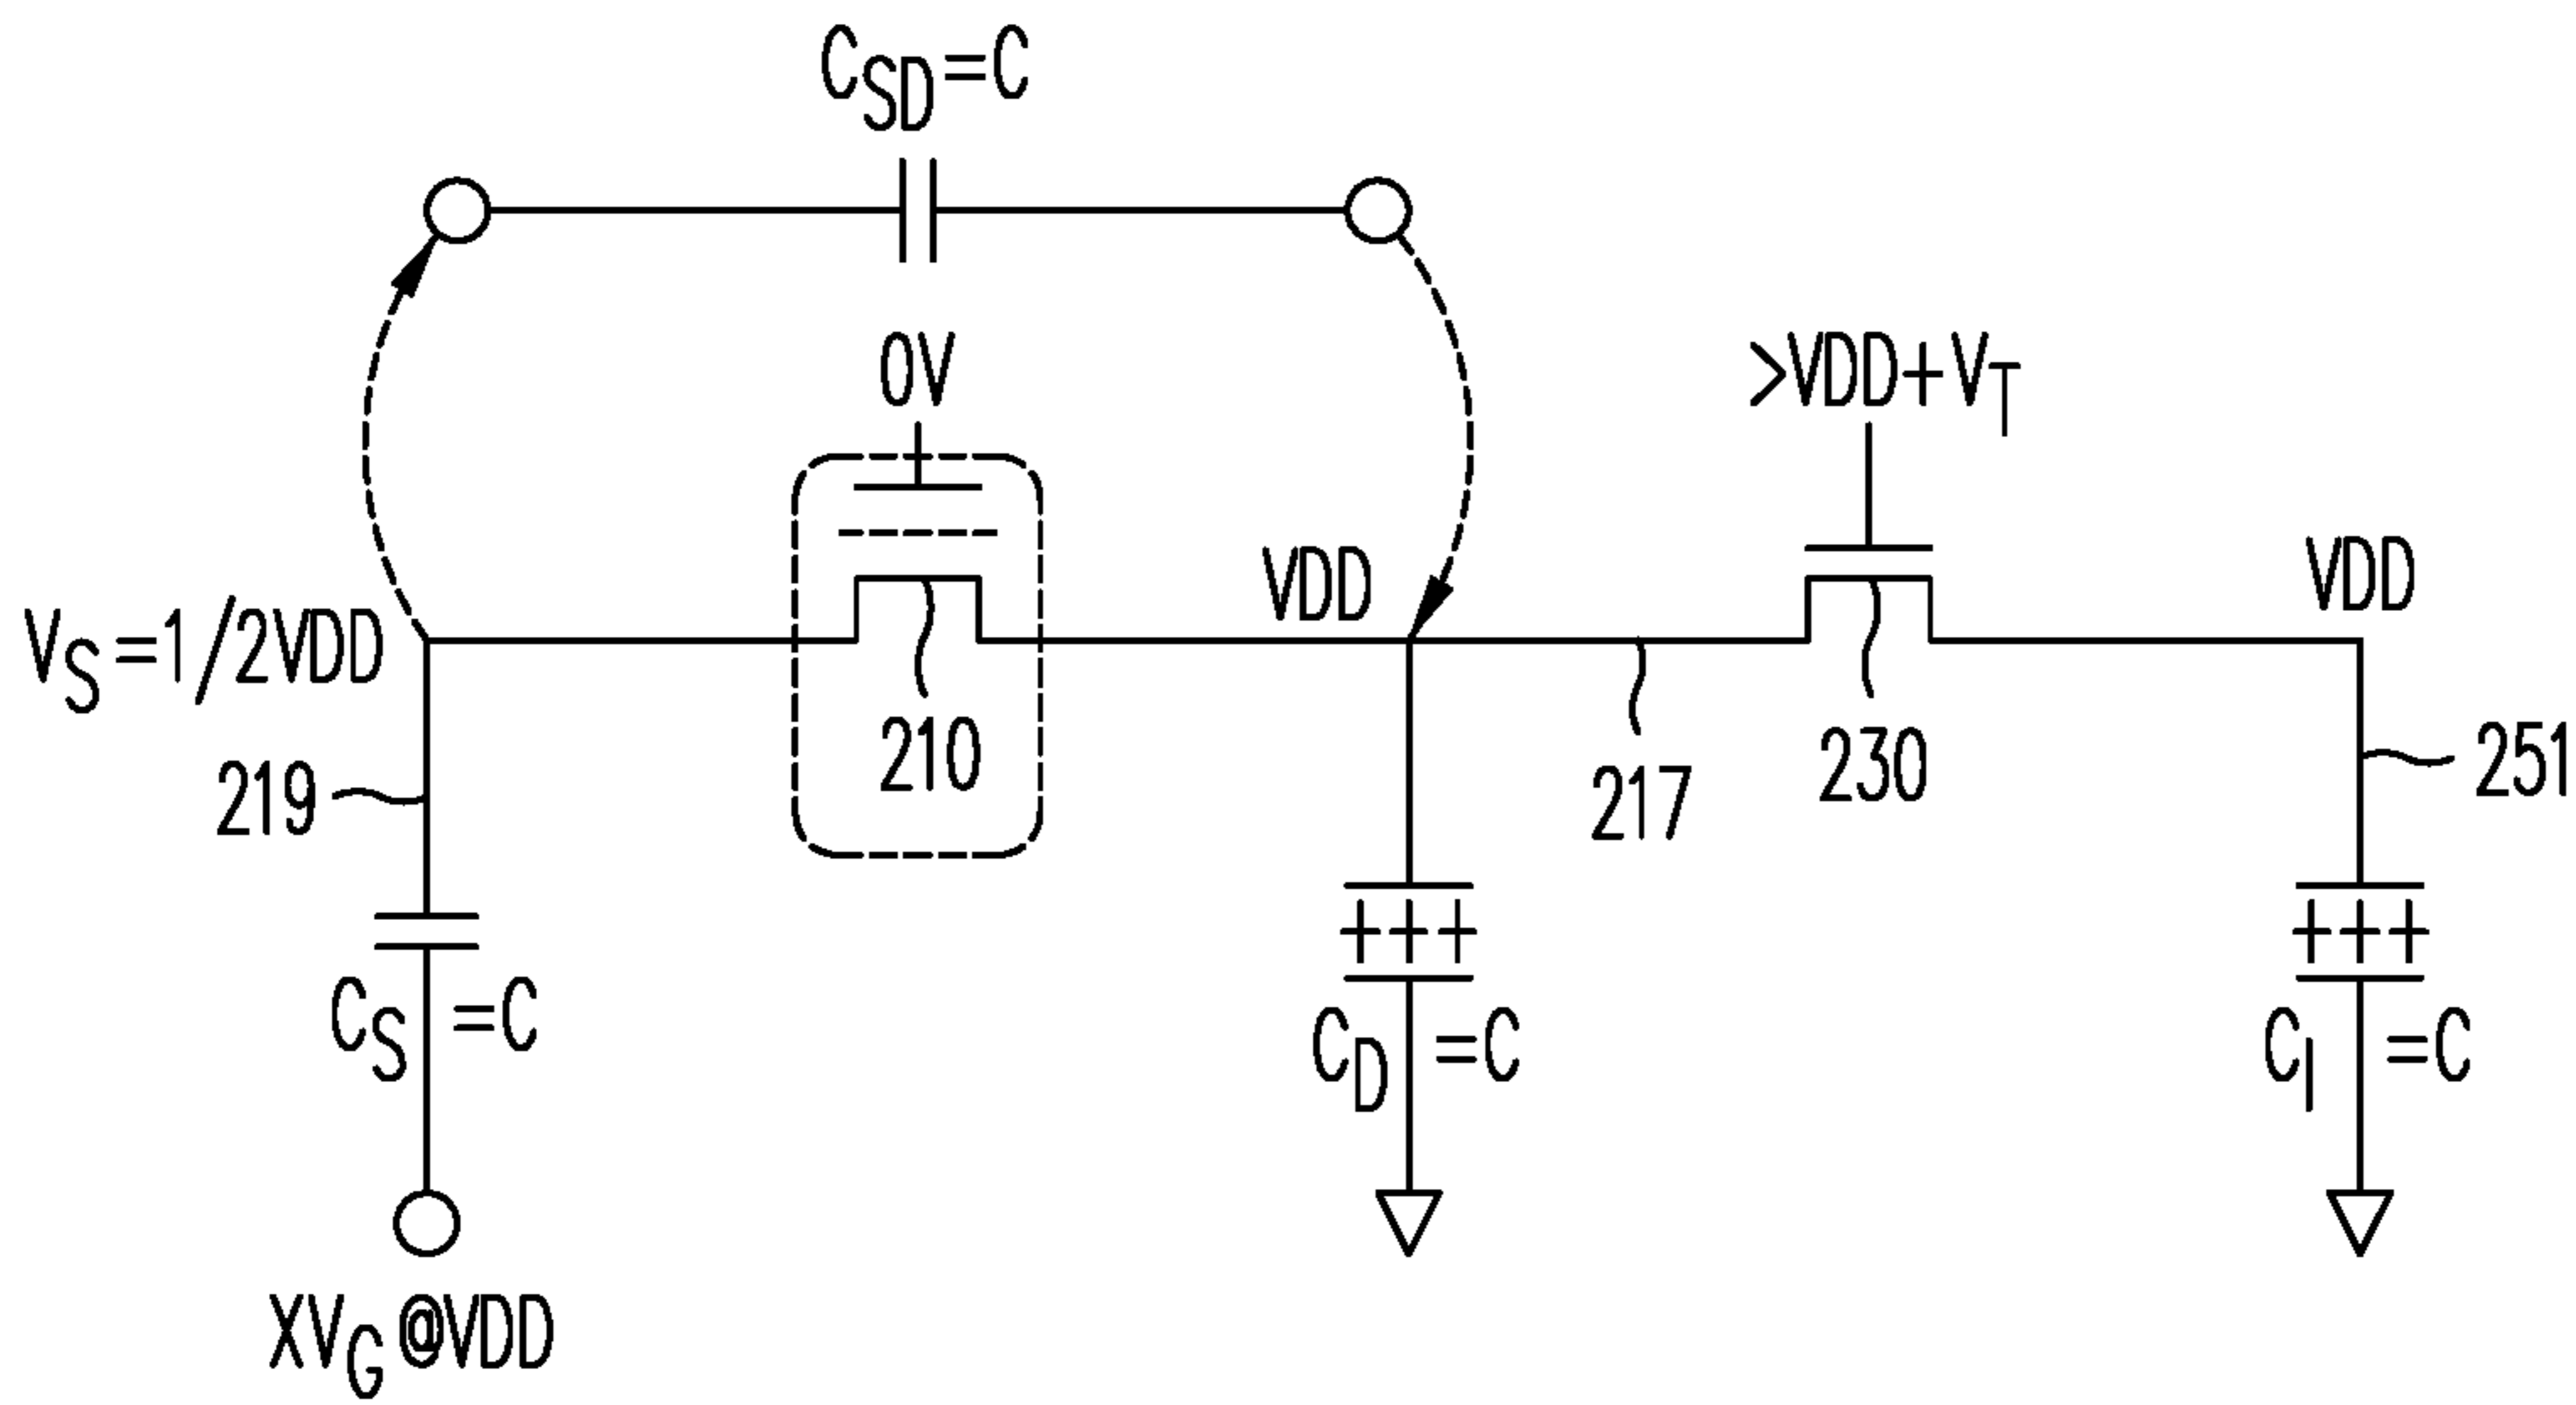 C_SD=C
0V
>VDD+V_T
VDD
VDD
V_S=1/2VDD
210
219
217
230
251
+++
+++
C_S=C
C_D=C
C_I=C
XV_G@VDD